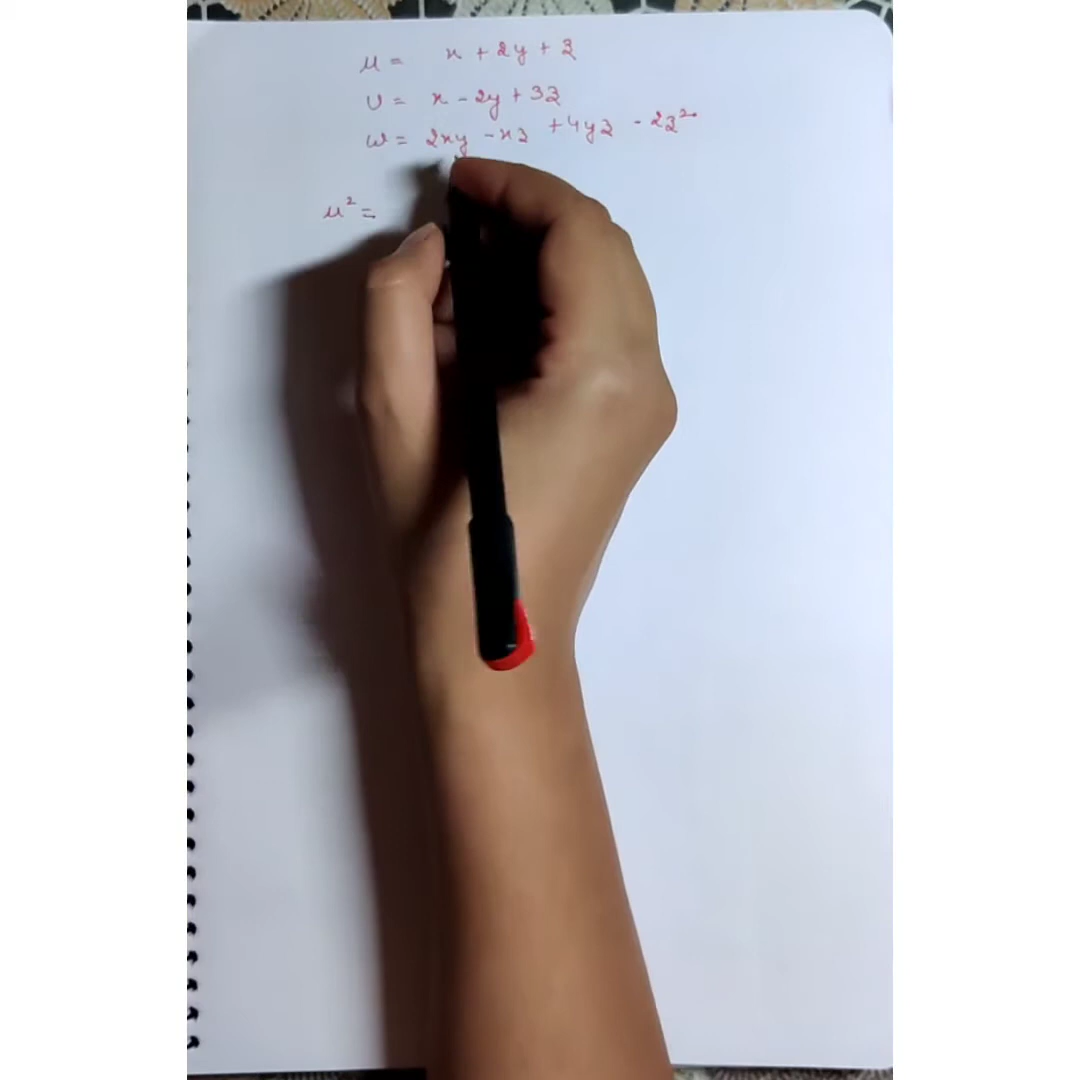 u = x + 2y + z
v = x - 2y + 3z
w = 2xy - xz + 4yz - 2z²
u² =